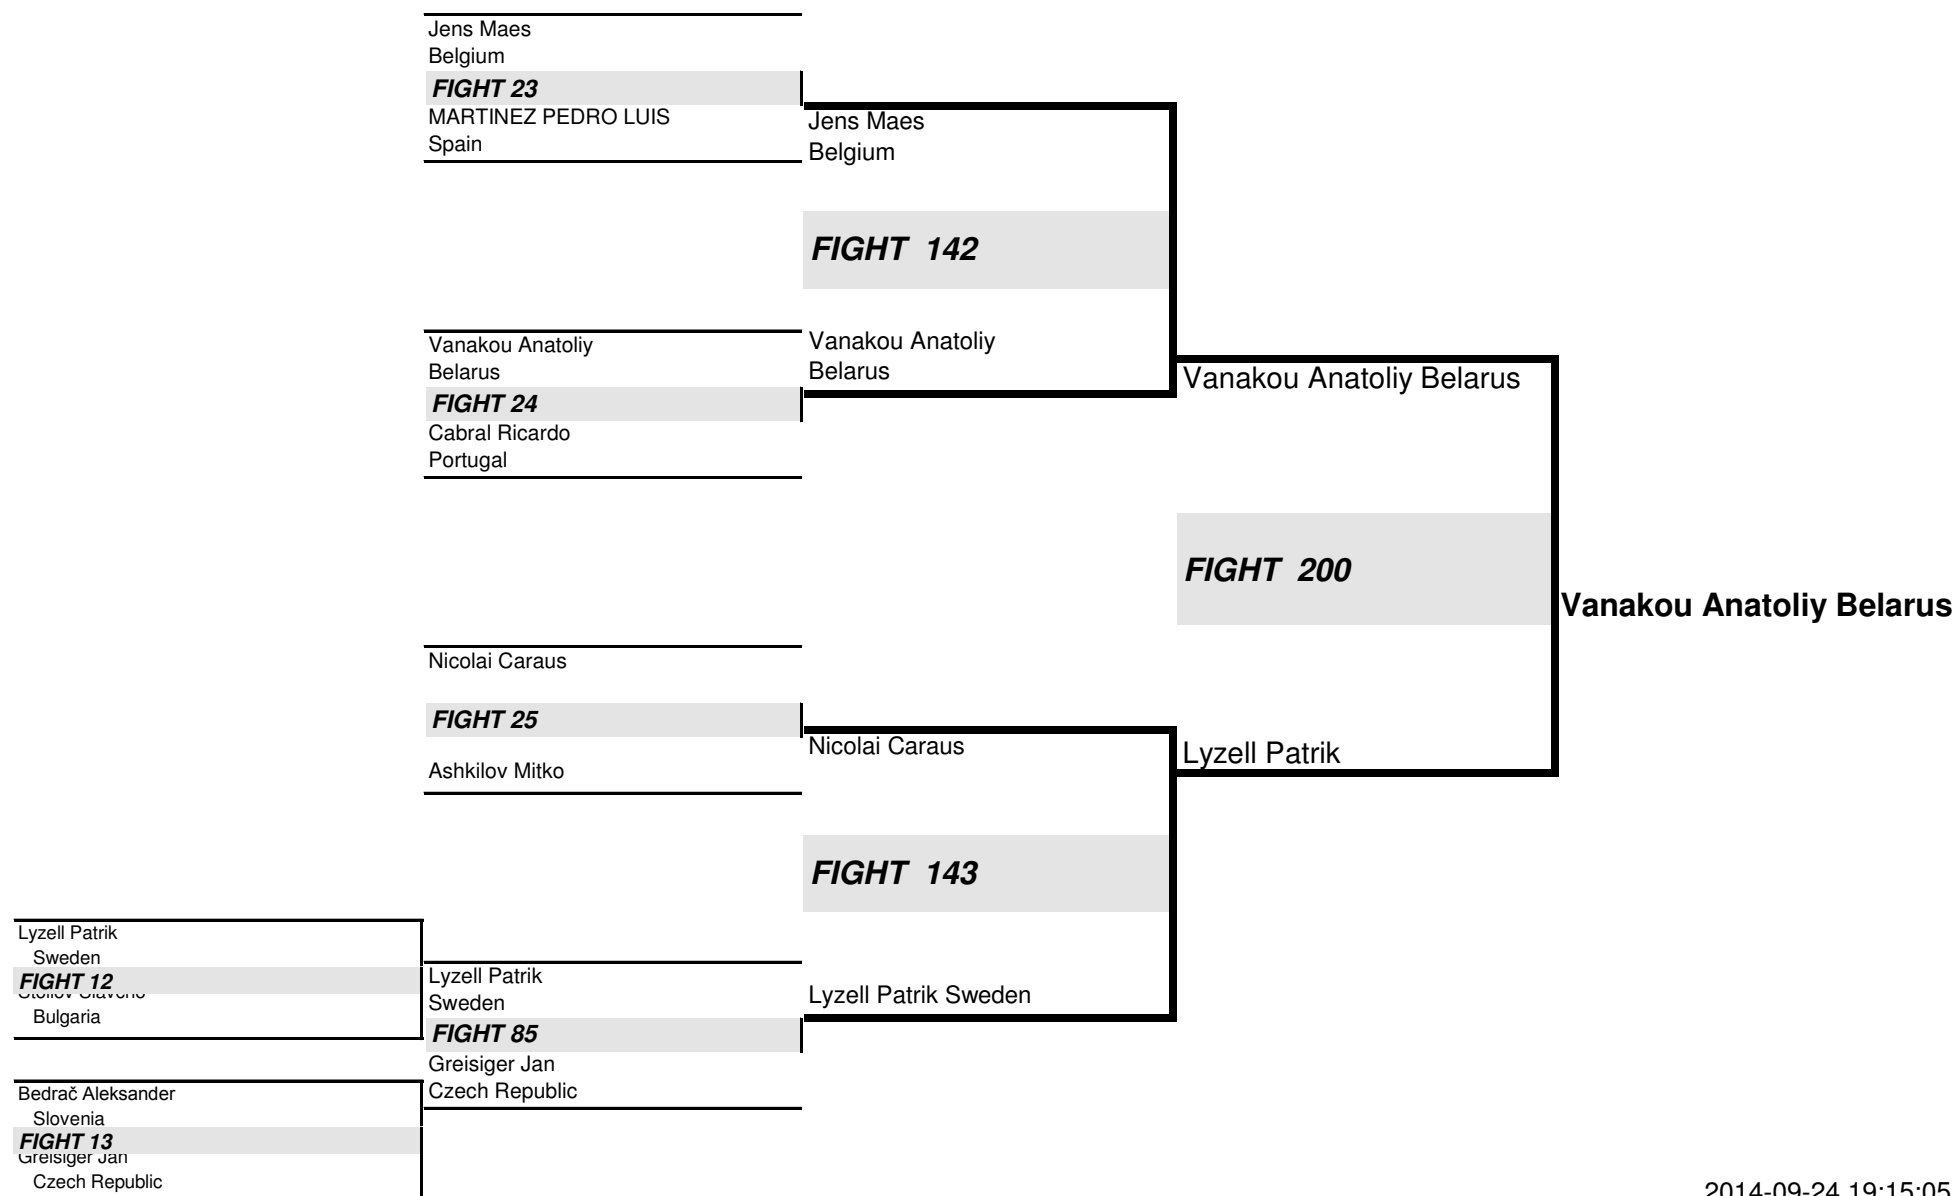 Jens Maes
Belgium
FIGHT 23
MARTINEZ PEDRO LUIS
Spain
Jens Maes
Belgium
FIGHT 142
Vanakou Anatoliy
Belarus
FIGHT 24
Cabral Ricardo
Portugal
Vanakou Anatoliy
Belarus
Vanakou Anatoliy Belarus
FIGHT 200
Vanakou Anatoliy Belarus
Nicolai Caraus
FIGHT 25
Ashkilov Mitko
Nicolai Caraus
Lyzell Patrik
FIGHT 143
Lyzell Patrik
Sweden
FIGHT 12
Bulgaria
Lyzell Patrik
Sweden
FIGHT 85
Greisiger Jan
Czech Republic
Lyzell Patrik Sweden
Bedrač Aleksander
Slovenia
FIGHT 13
Greisiger Jan
Czech Republic
2014-09-24 19:15:05